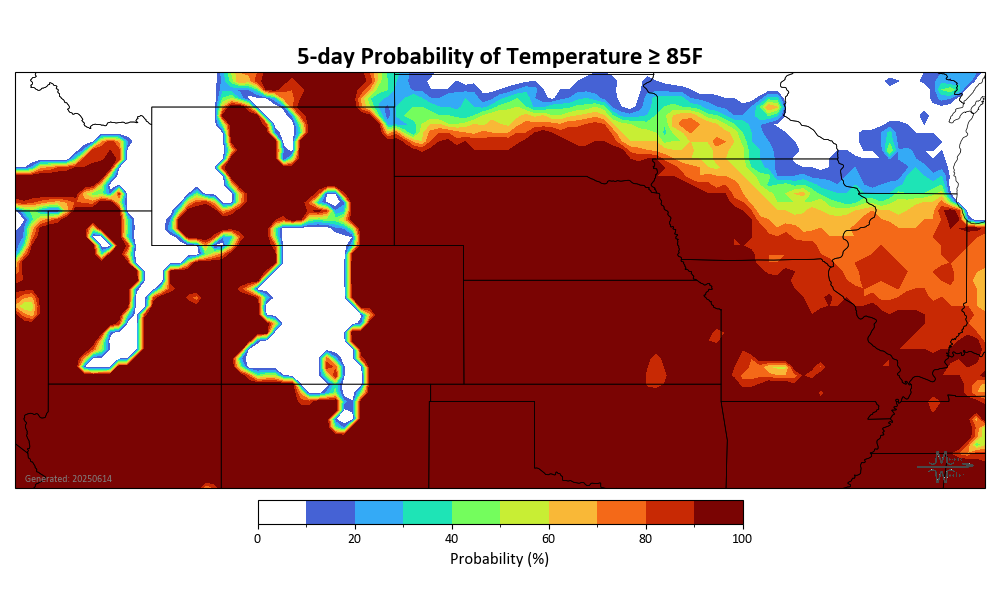 5-day Probability of Temperature ≥ 85F
Generated: 20250614
0 20 40 60 80 100
Probability (%)